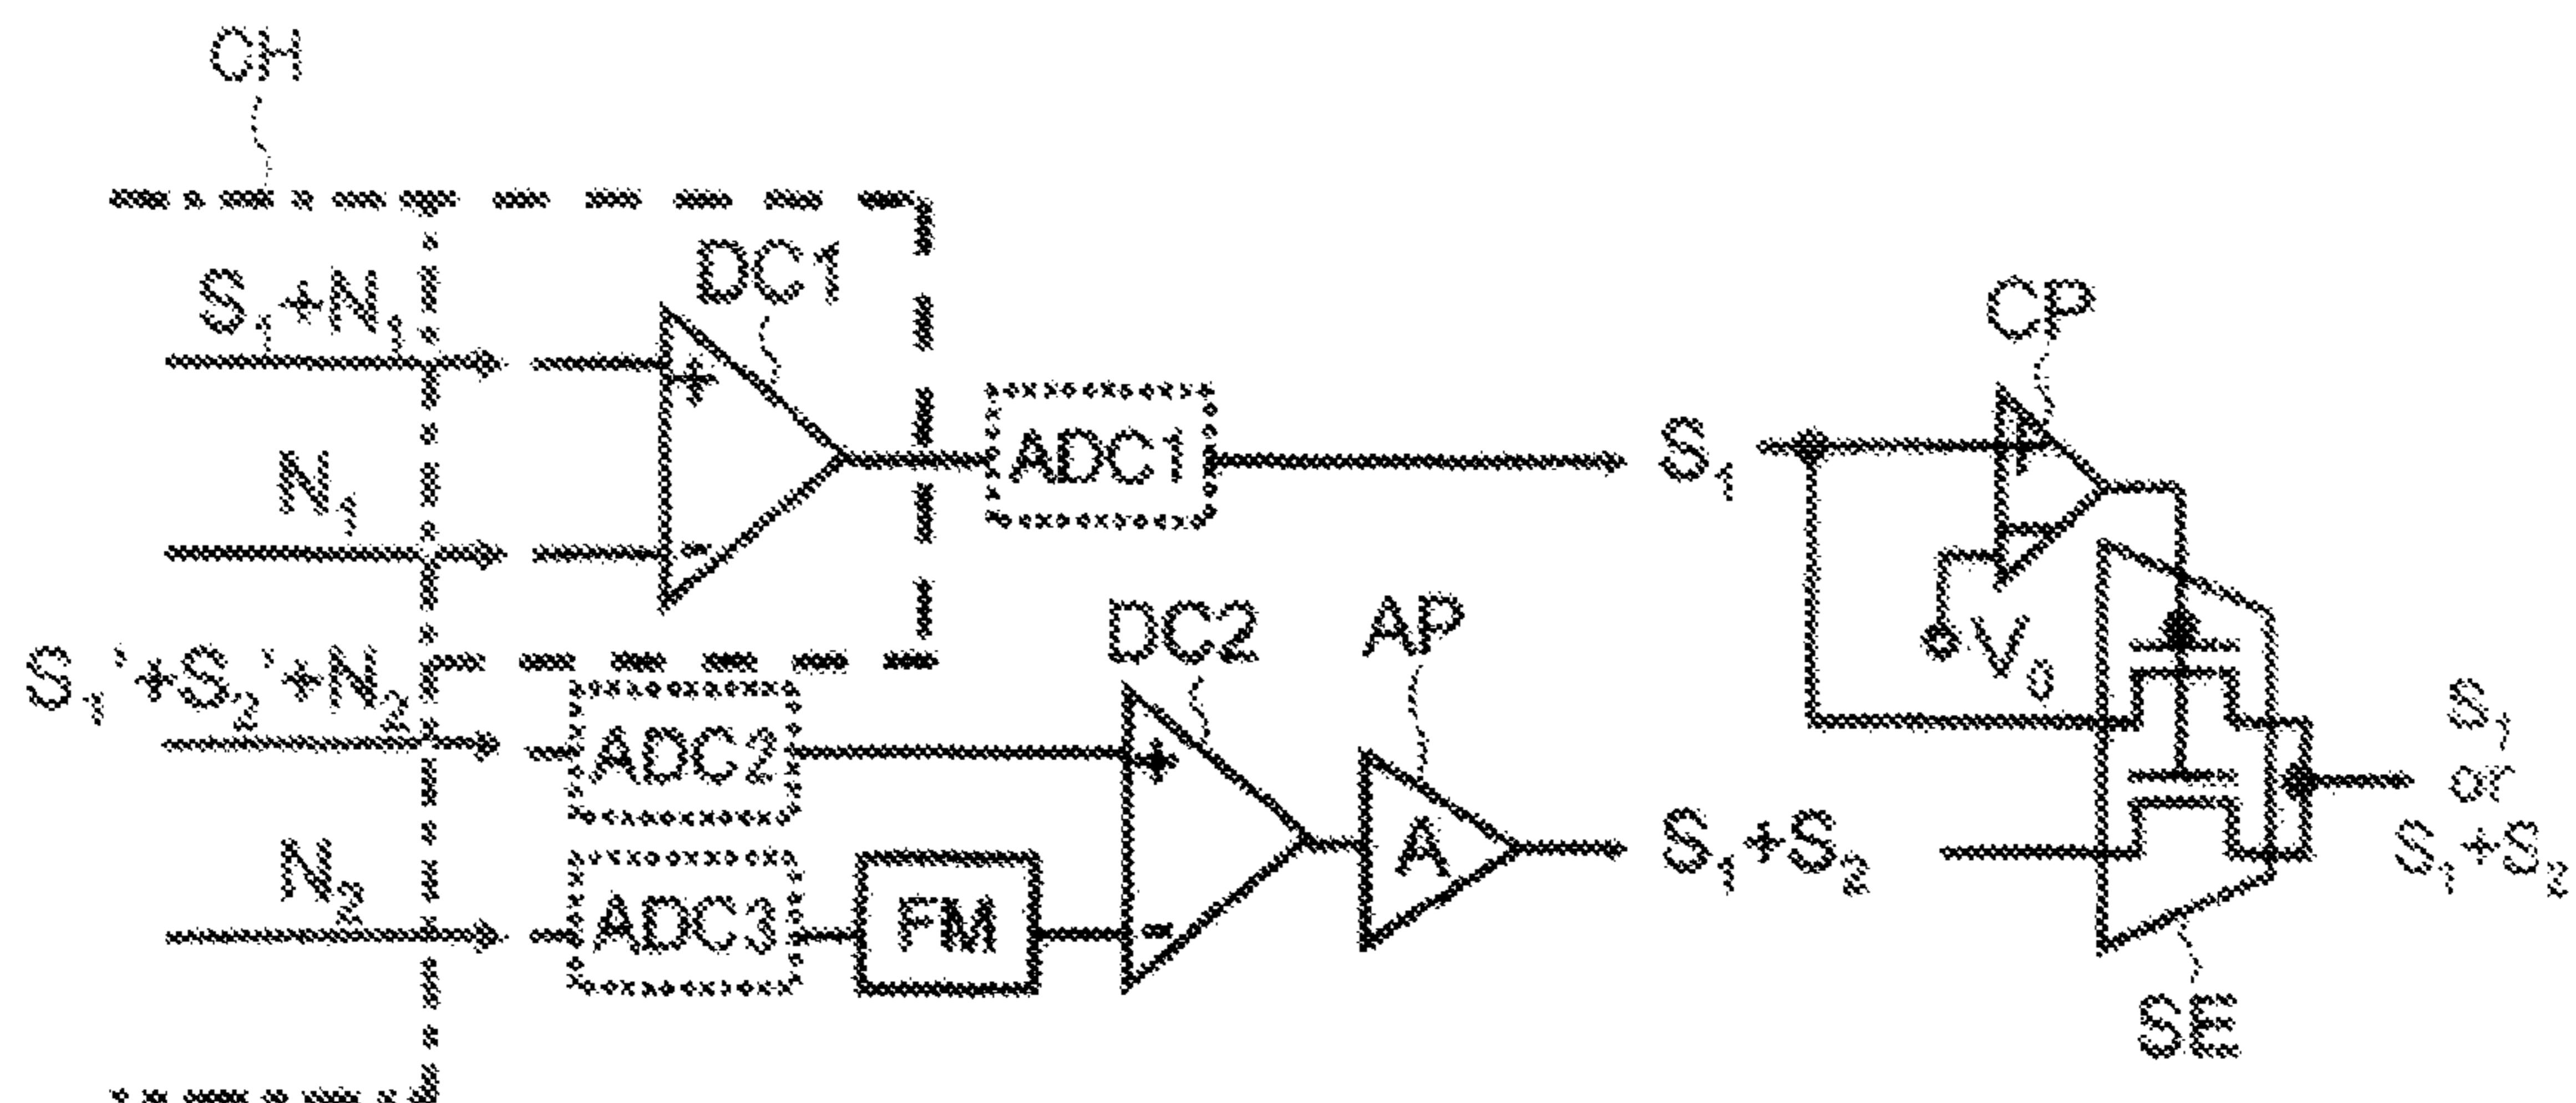 CH
DC1
S₁+N₁
CP
ADC1
S₁
N₁
V₀
DC2
AP
S₁'+S₂'+N₂
ADC2
S₁
or
S₁+S₂
A
S₁+S₂
N₂
ADC3
FM
SE
+
-
+
-
+
-